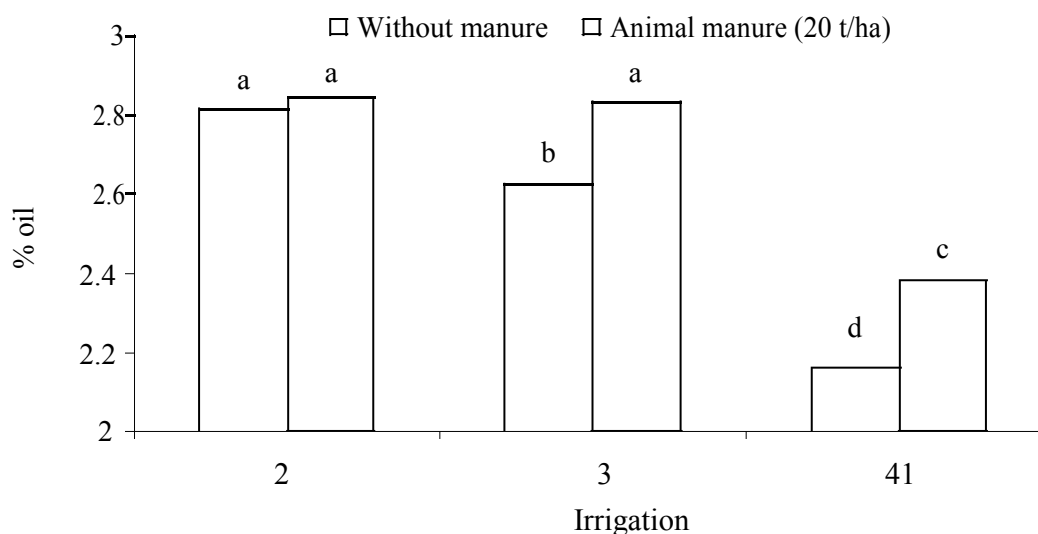 Without manure Animal manure (20 t/ha)
3
2.8
2.6
2.4
2.2
2
% oil
a
a
b
a
d
c
2 3 41
Irrigation